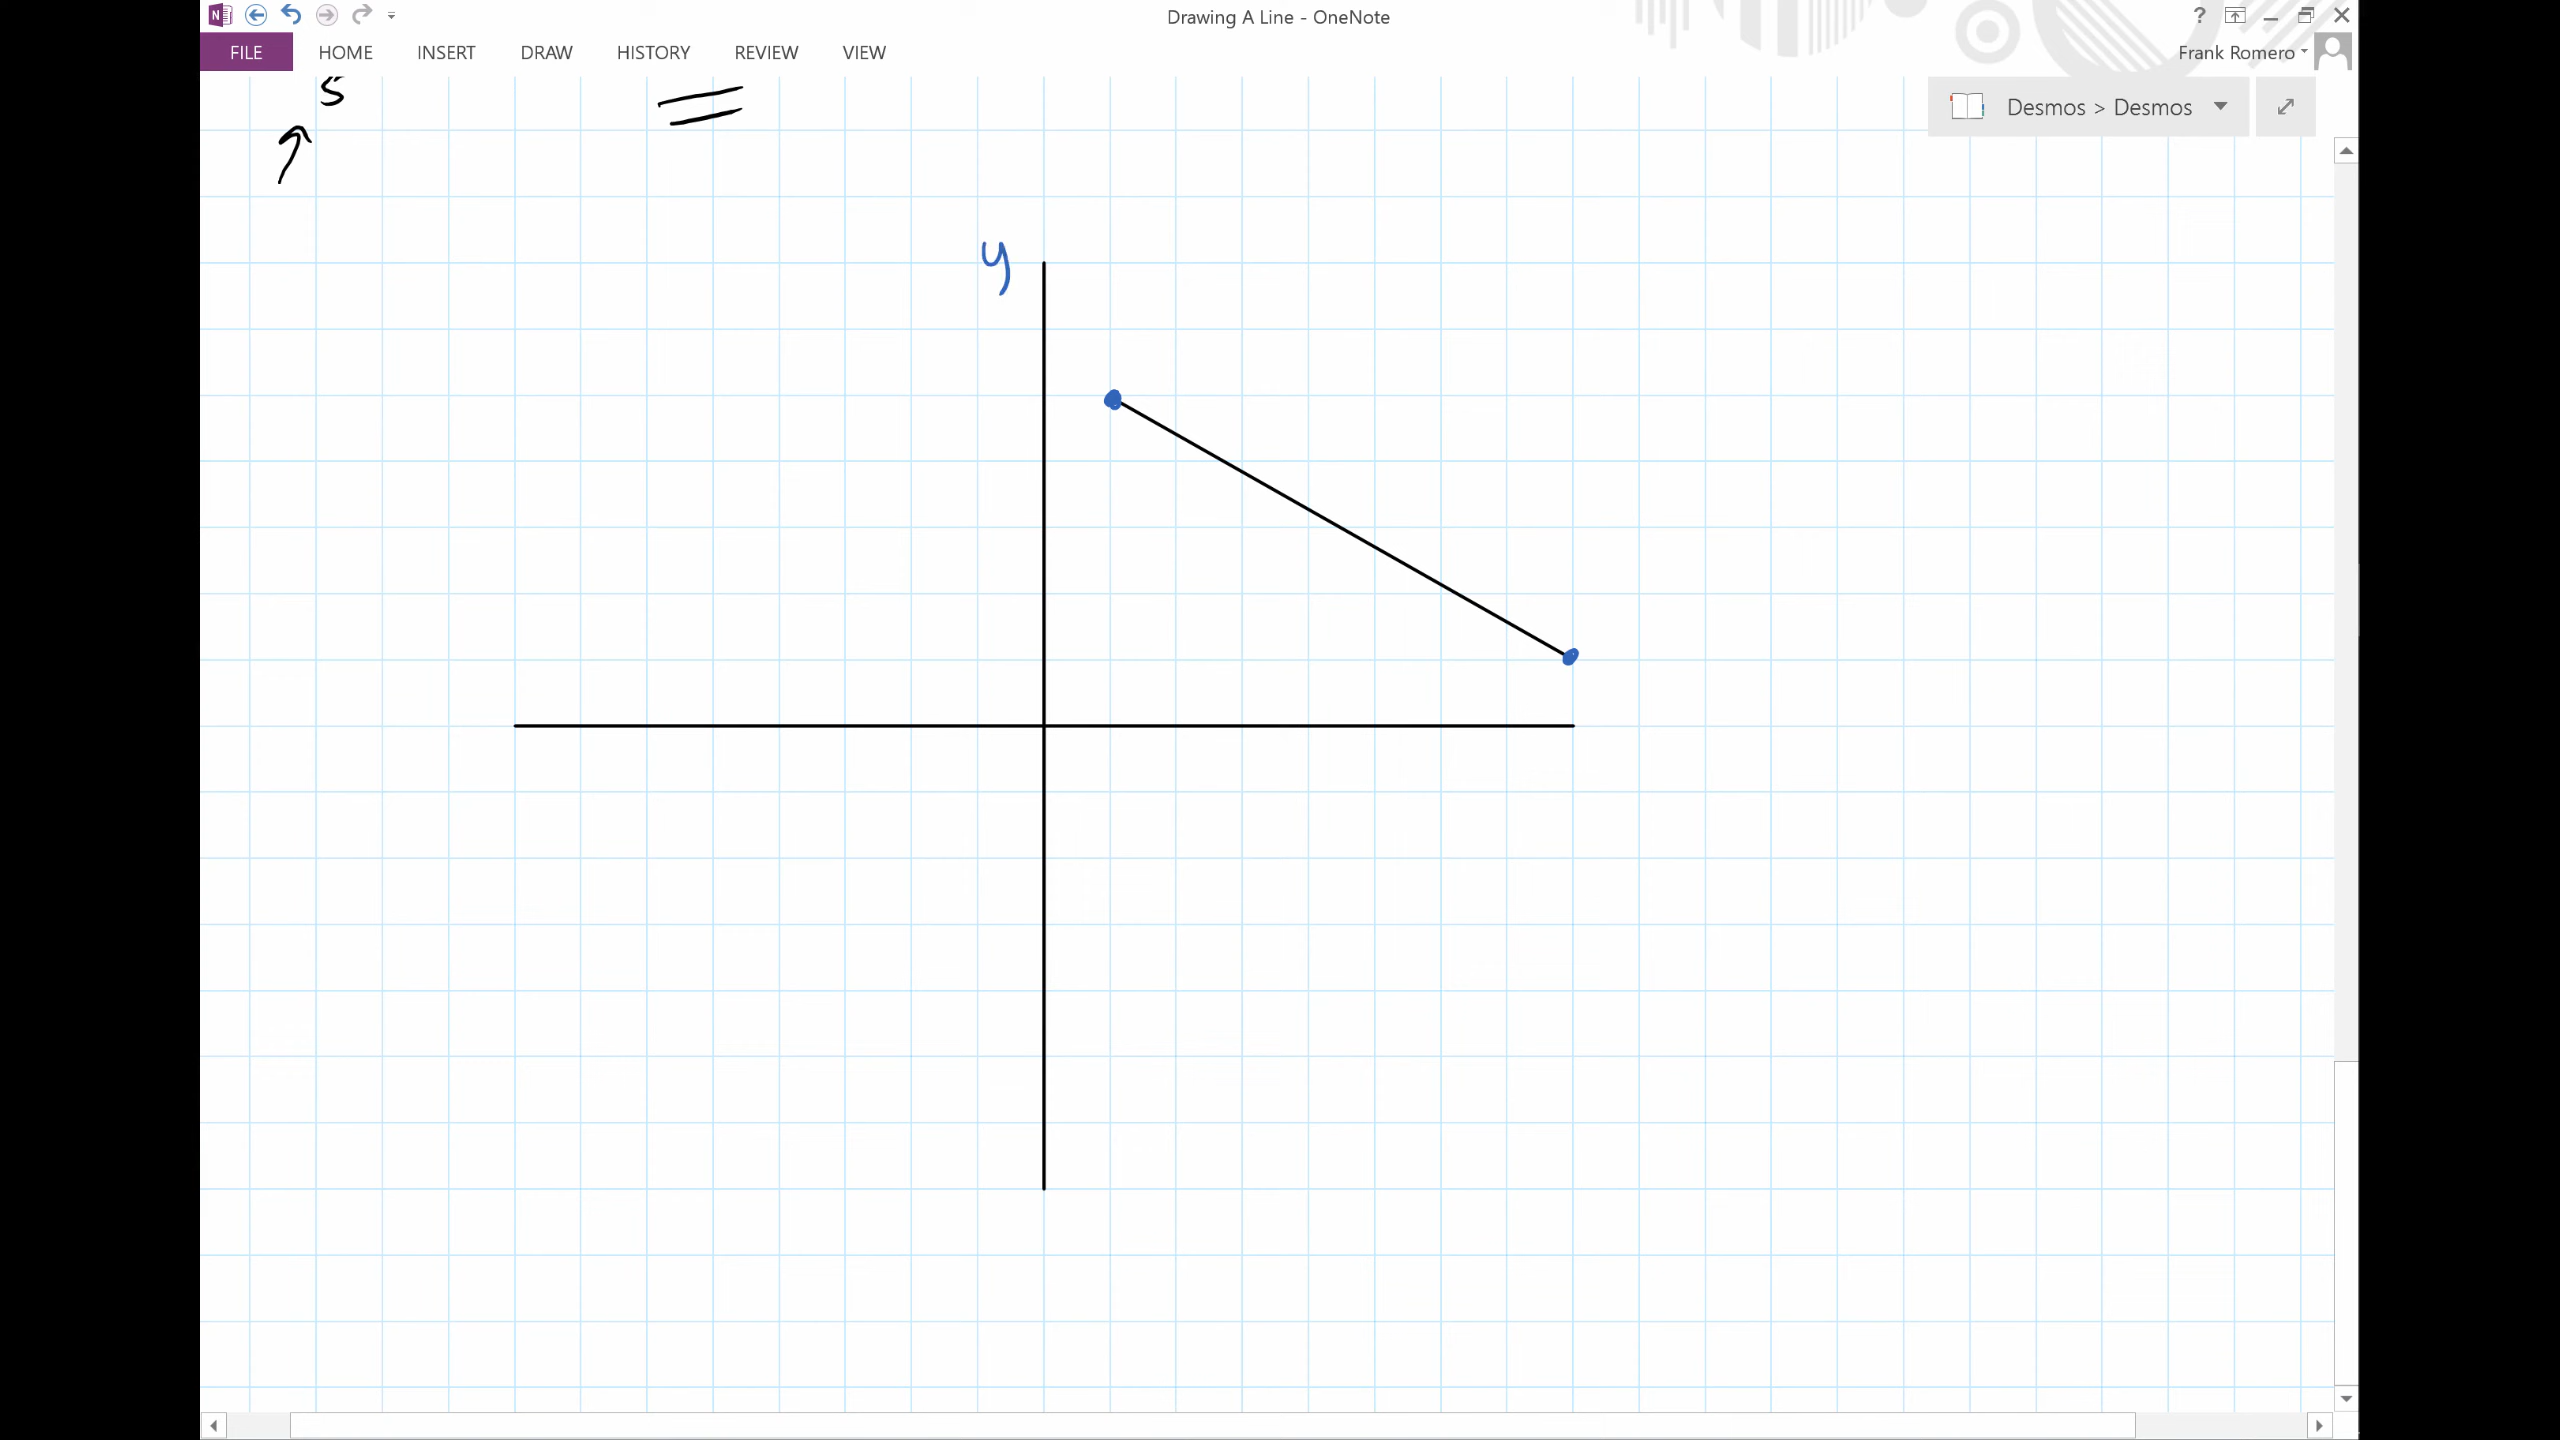 Drawing A Line - OneNote
FILE HOME INSERT DRAW HISTORY REVIEW VIEW
Frank Romero
Desmos > Desmos
y